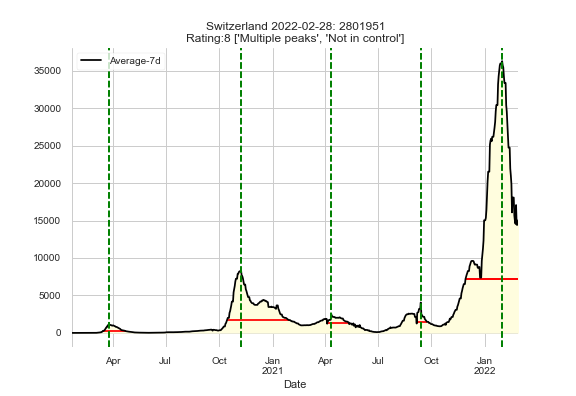 Switzerland 2022-02-28: 2801951
Rating:8 ['Multiple peaks', 'Not in control']
Average-7d
35000
30000
25000
20000
15000
10000
5000
0
Apr Jul Oct Jan Apr Jul Oct Jan
2021 2022
Date